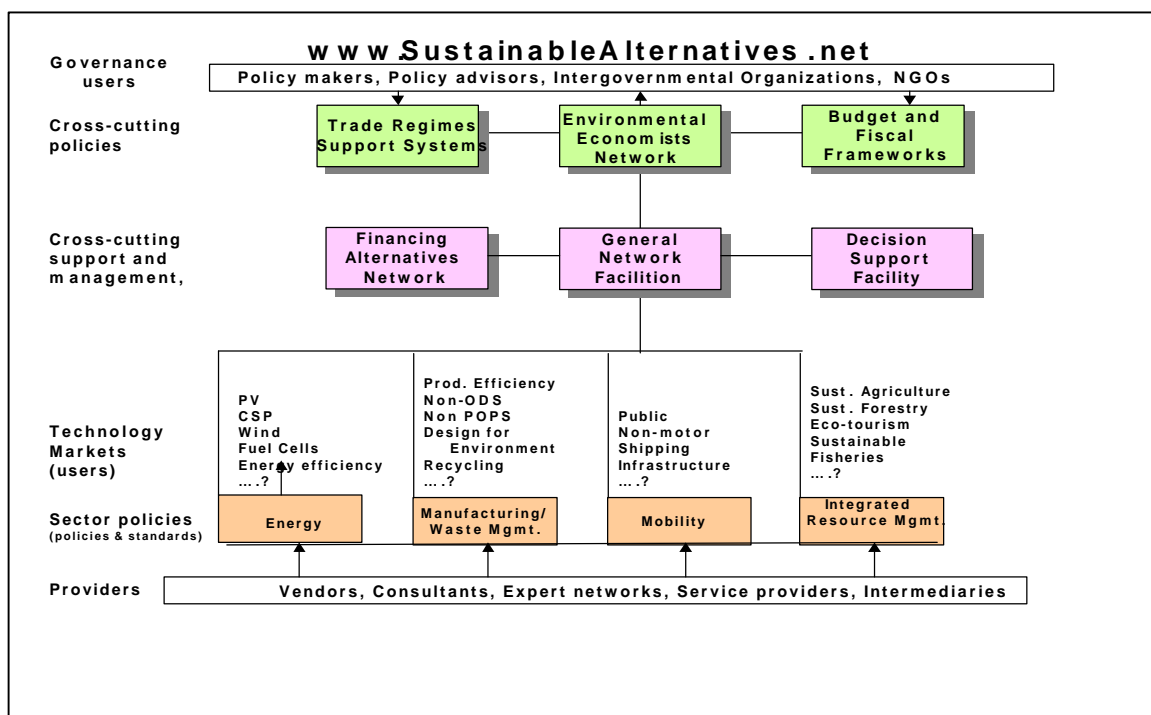 www.SustainableAlternatives.net
Governance
users
Policy makers, Policy advisors, Intergovernmental Organizations, NGOs
Cross-cutting
policies
Trade Regimes
Support Systems
Environmental
Economists
Network
Budget and
Fiscal
Frameworks
Cross-cutting
support and
management,
Financing
Alternatives
Network
General
Network
Facilition
Decision
Support
Facility
Technology
Markets
(users)
PV
CSP
Wind
Fuel Cells
Energy efficiency
....?
Prod. Efficiency
Non-ODS
Non POPS
Design for
Environment
Recycling
....?
Public
Non-motor
Shipping
Infrastructure
....?
Sust. Agriculture
Sust. Forestry
Eco-tourism
Sustainable
Fisheries
....?
Sector policies
(policies & standards)
Energy
Manufacturing/
Waste Mgmt.
Mobility
Integrated
Resource Mgmt.
Providers
Vendors, Consultants, Expert networks, Service providers, Intermediaries